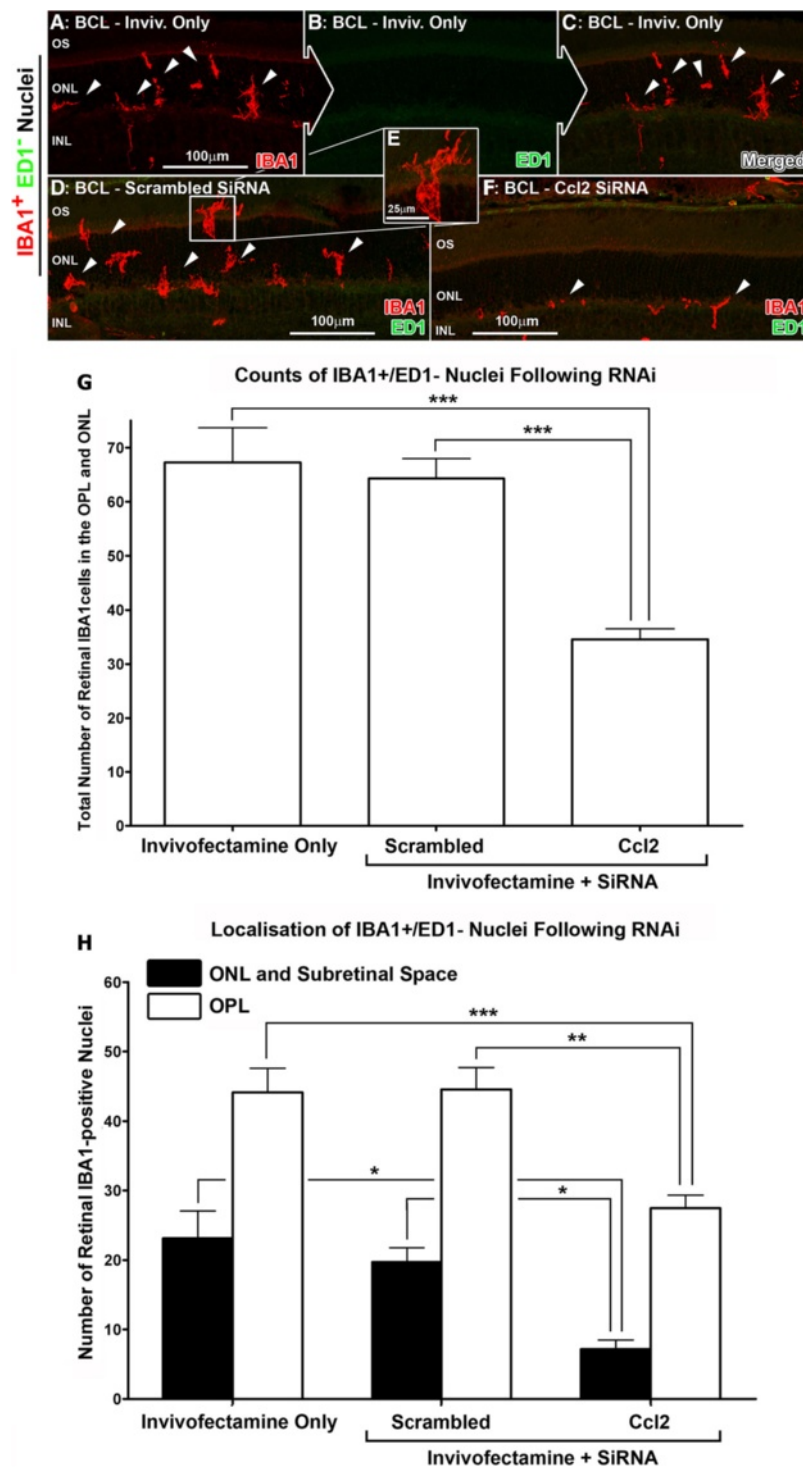 IBA1+ ED1- Nuclei
A: BCL - Inviv. Only
OS
ONL
INL
100µm
IBA1
B: BCL - Inviv. Only
ED1
C: BCL - Inviv. Only
Merged
D: BCL - Scrambled SiRNA
OS
ONL
INL
100µm
IBA1
ED1
E
25µm
F: BCL - Ccl2 SiRNA
OS
ONL
INL
100µm
IBA1
ED1
G
Counts of IBA1+/ED1- Nuclei Following RNAi
Total Number of Retinal IBA1cells in the OPL and ONL
70
60
50
40
30
20
10
0
***
***
Invivofectamine Only
Scrambled
Ccl2
Invivofectamine + SiRNA
H
Localisation of IBA1+/ED1- Nuclei Following RNAi
ONL and Subretinal Space
OPL
Number of Retinal IBA1-positive Nuclei
60
50
40
30
20
10
0
***
**
*
*
Invivofectamine Only
Scrambled
Ccl2
Invivofectamine + SiRNA